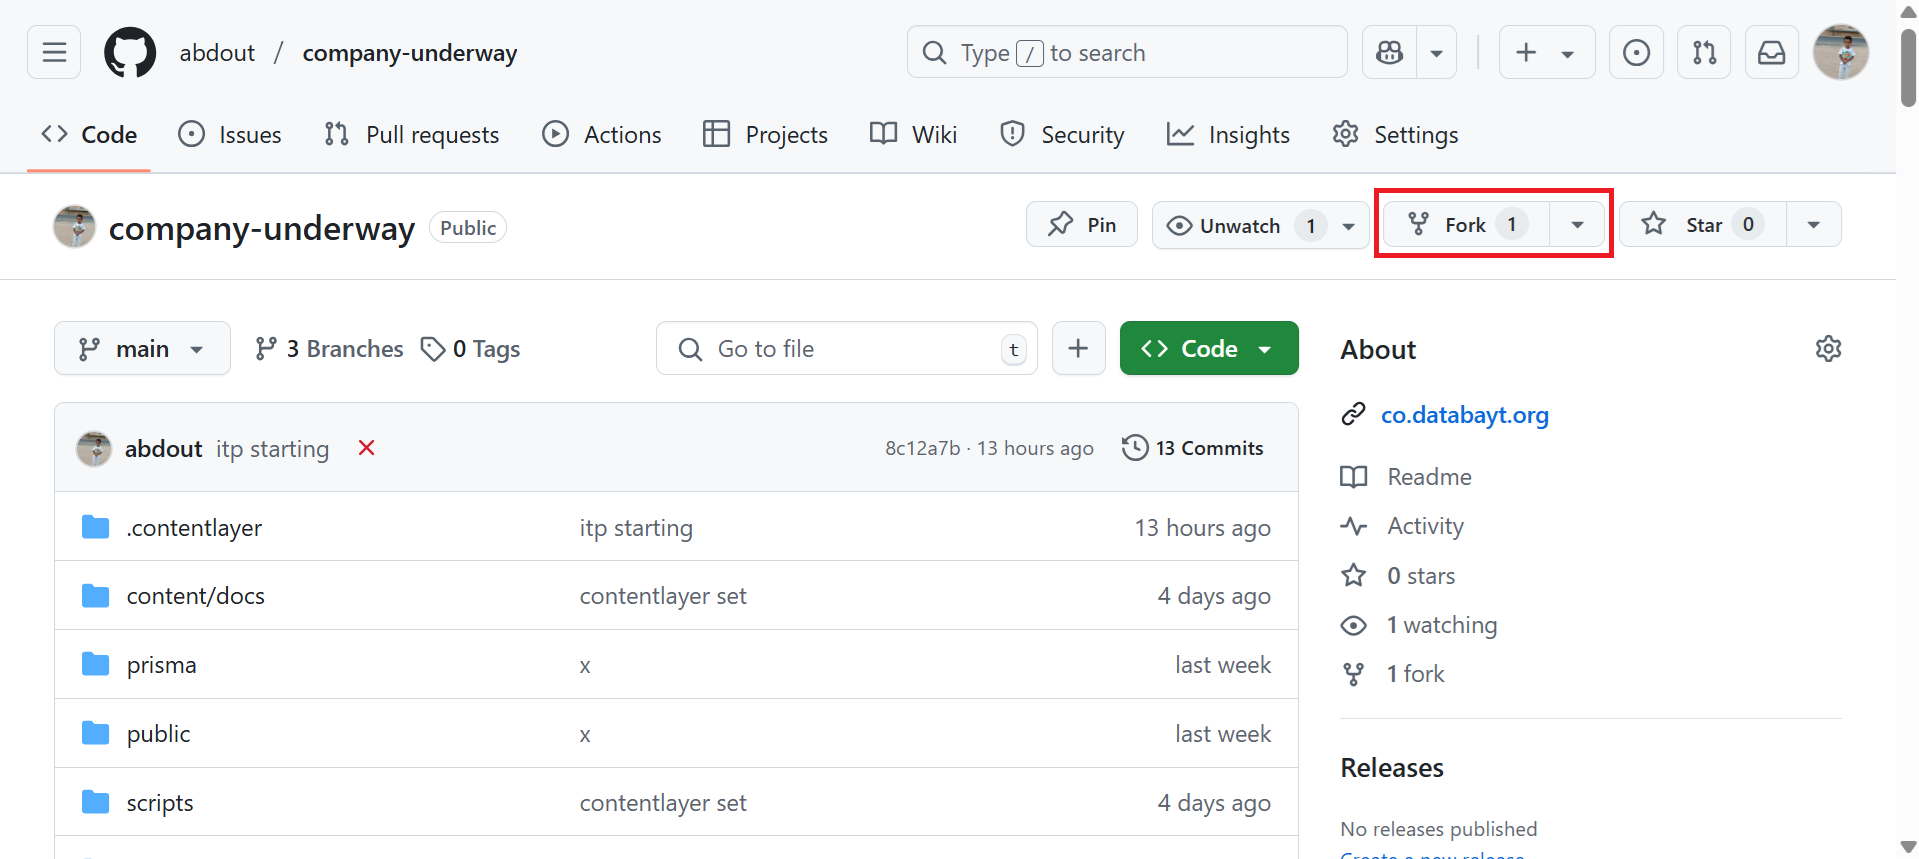 abdout / company-underway
Type / to search
Code Issues Pull requests Actions Projects Wiki Security Insights Settings
company-underway Public
Pin Unwatch 1 Fork 1 Star 0
main 3 Branches 0 Tags Go to file t Code
abdout itp starting 8c12a7b · 13 hours ago 13 Commits
.contentlayer itp starting 13 hours ago
content/docs contentlayer set 4 days ago
prisma x last week
public x last week
scripts contentlayer set 4 days ago
About
co.databayt.org
Readme
Activity
0 stars
1 watching
1 fork
Releases
No releases published
Create a new release